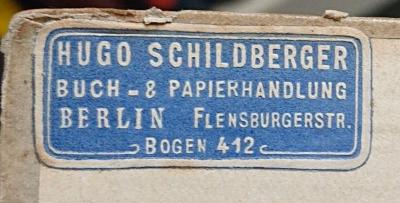 HUGO SCHILDBERGER
BUCH - & PAPIERHANDLUNG
BERLIN FLENSBURGERSTR.
BOGEN 412